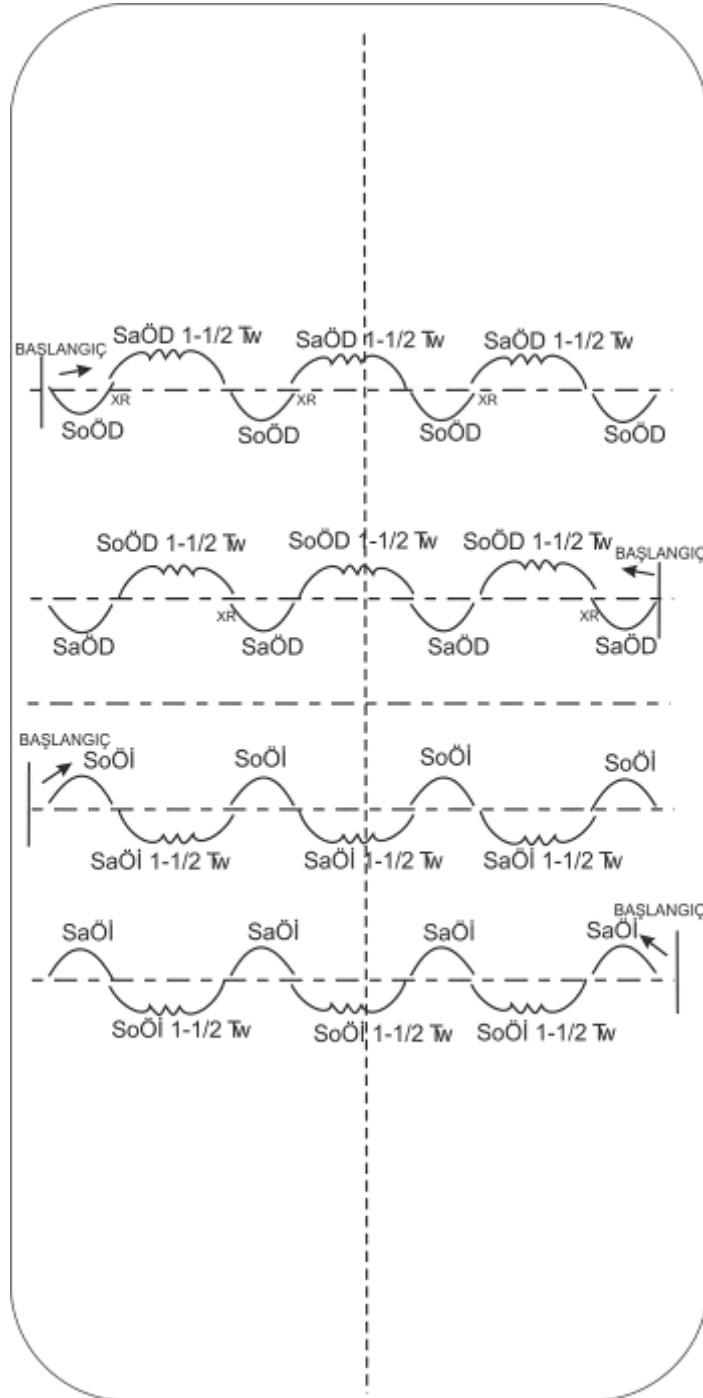 SaÖD 1-1/2 Tw SaÖD 1-1/2 Tw SaÖD 1-1/2 Tw
BAŞLANGIÇ
XR XR XR
SoÖD SoÖD SoÖD SoÖD
SoÖD 1-1/2 Tw SoÖD 1-1/2 Tw SoÖD 1-1/2 Tw
BAŞLANGIÇ
XR XR
SaÖD SaÖD SaÖD SaÖD
BAŞLANGIÇ
SoÖİ SoÖİ SoÖİ SoÖİ
SaÖİ 1-1/2 Tw SaÖİ 1-1/2 Tw SaÖİ 1-1/2 Tw
BAŞLANGIÇ
SaÖİ SaÖİ SaÖİ SaÖİ
SoÖİ 1-1/2 Tw SoÖİ 1-1/2 Tw SoÖİ 1-1/2 Tw